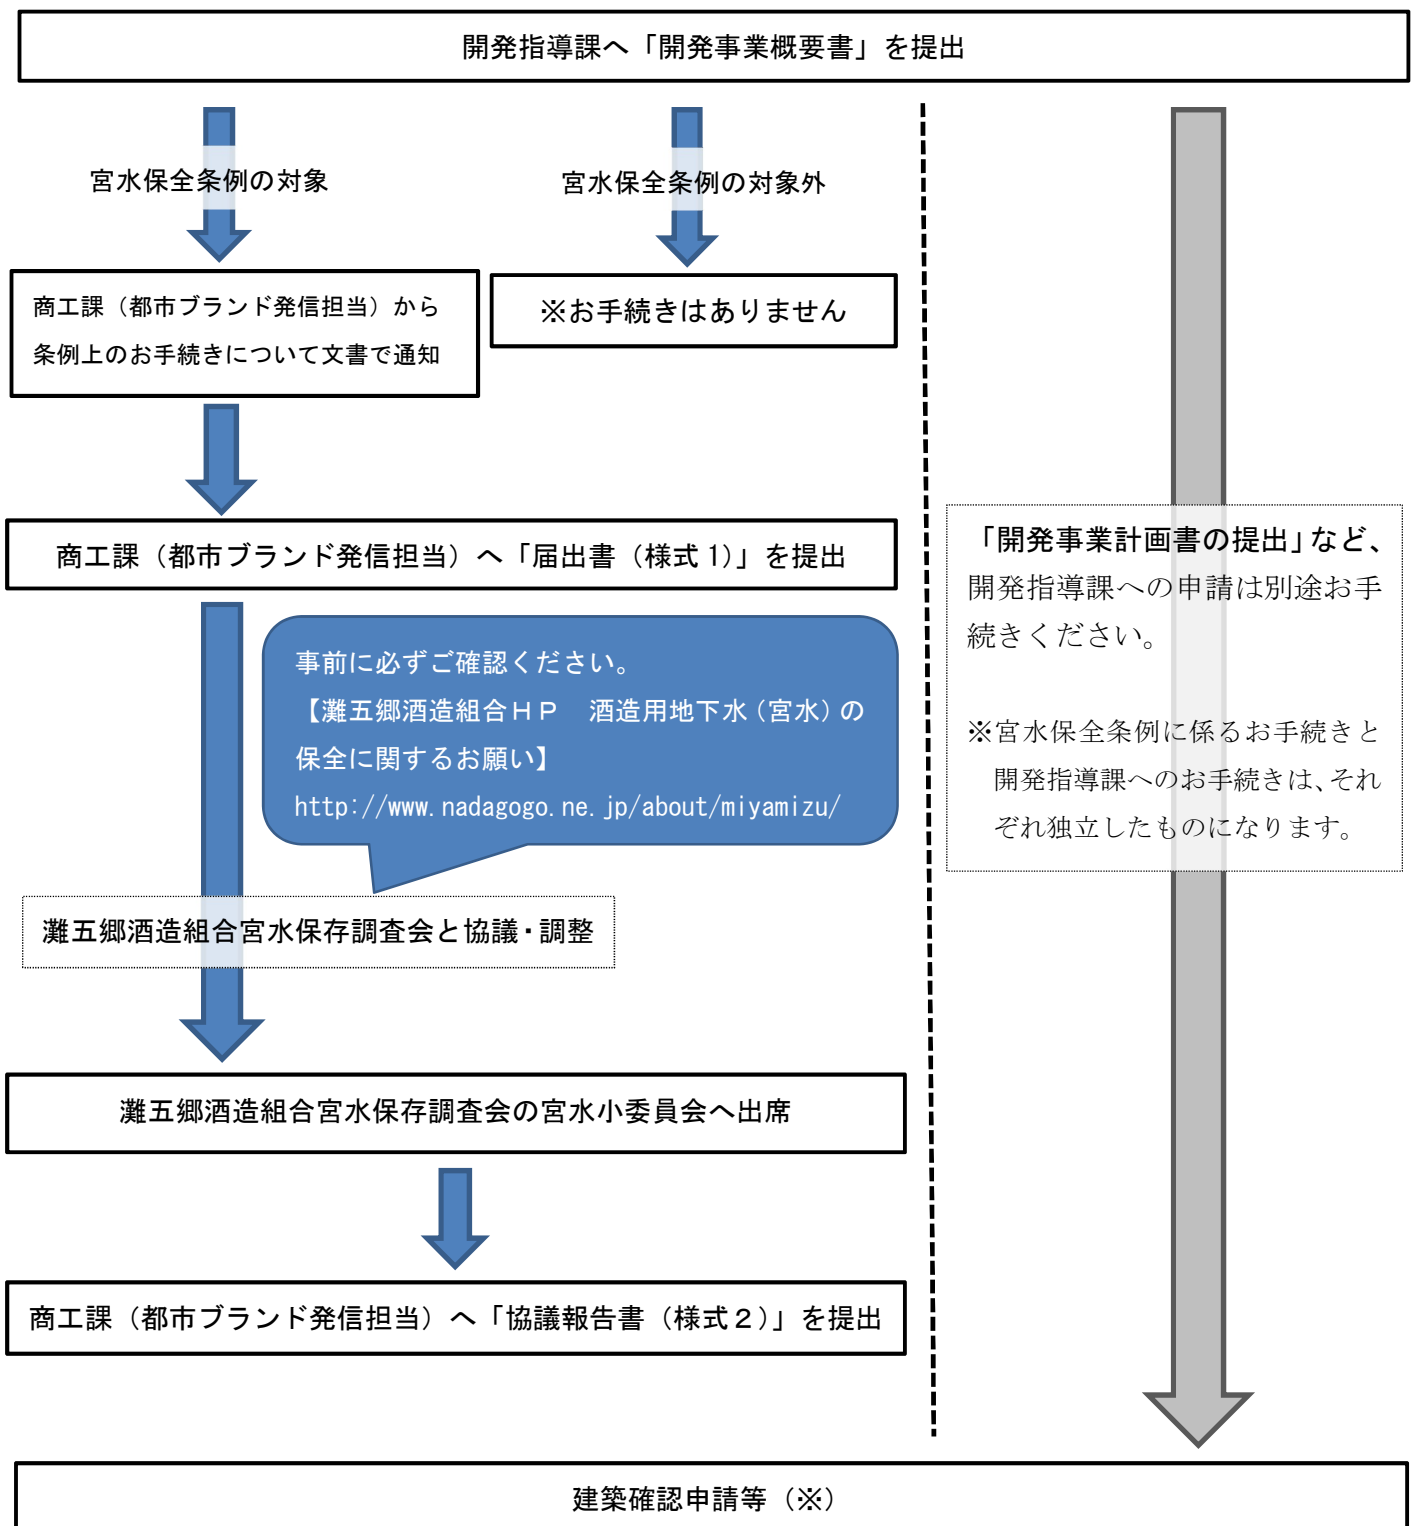 開発指導課へ「開発事業概要書」を提出
宮水保全条例の対象
宮水保全条例の対象外
商工課（都市ブランド発信担当）から
条例上のお手続きについて文書で通知
※お手続きはありません
商工課（都市ブランド発信担当）へ「届出書（様式1）」を提出
事前に必ずご確認ください。
【灘五郷酒造組合ＨＰ　酒造用地下水（宮水）の
保全に関するお願い】
http://www.nadagogo.ne.jp/about/miyamizu/
灘五郷酒造組合宮水保存調査会と協議・調整
灘五郷酒造組合宮水保存調査会の宮水小委員会へ出席
商工課（都市ブランド発信担当）へ「協議報告書（様式２）」を提出
「開発事業計画書の提出」など、
開発指導課への申請は別途お手
続きください。
※宮水保全条例に係るお手続きと
開発指導課へのお手続きは、それ
ぞれ独立したものになります。
建築確認申請等（※）